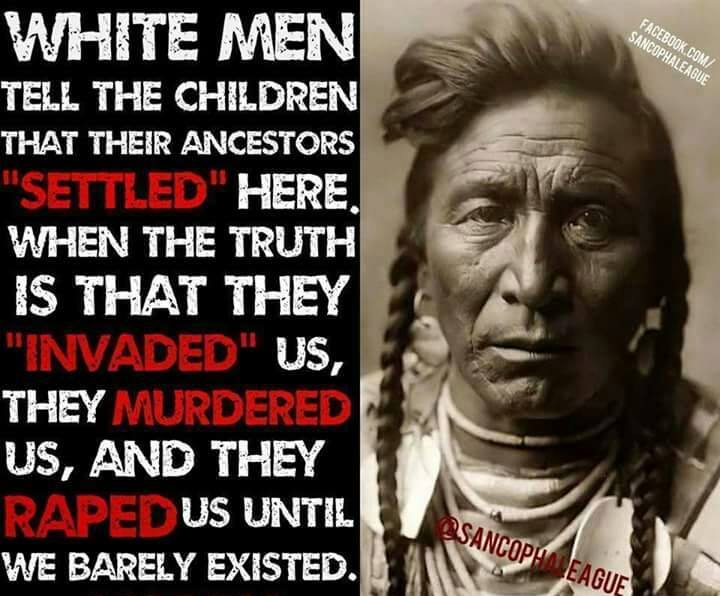 WHITE MEN
TELL THE CHILDREN
THAT THEIR ANCESTORS
"SETTLED" HERE.
WHEN THE TRUTH
IS THAT THEY
"INVADED" US,
THEY MURDERED
US, AND THEY
RAPED US UNTIL
WE BARELY EXISTED.
FACEBOOK.COM/
SANCOPHALEAGUE
@SANCOPHALEAGUE